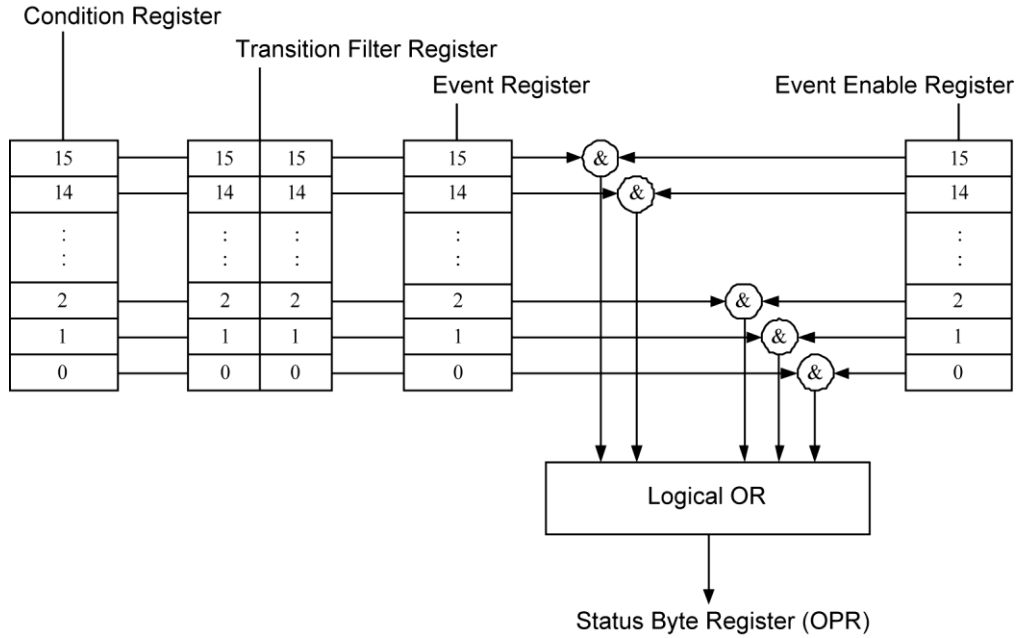 Condition Register
Transition Filter Register
Event Register
Event Enable Register
15 15 15 15 & 15
14 14 14 14 & 14
: : : : :
: : : : :
2 2 2 2 & 2
1 1 1 1 & 1
0 0 0 0 & 0
Logical OR
Status Byte Register (OPR)